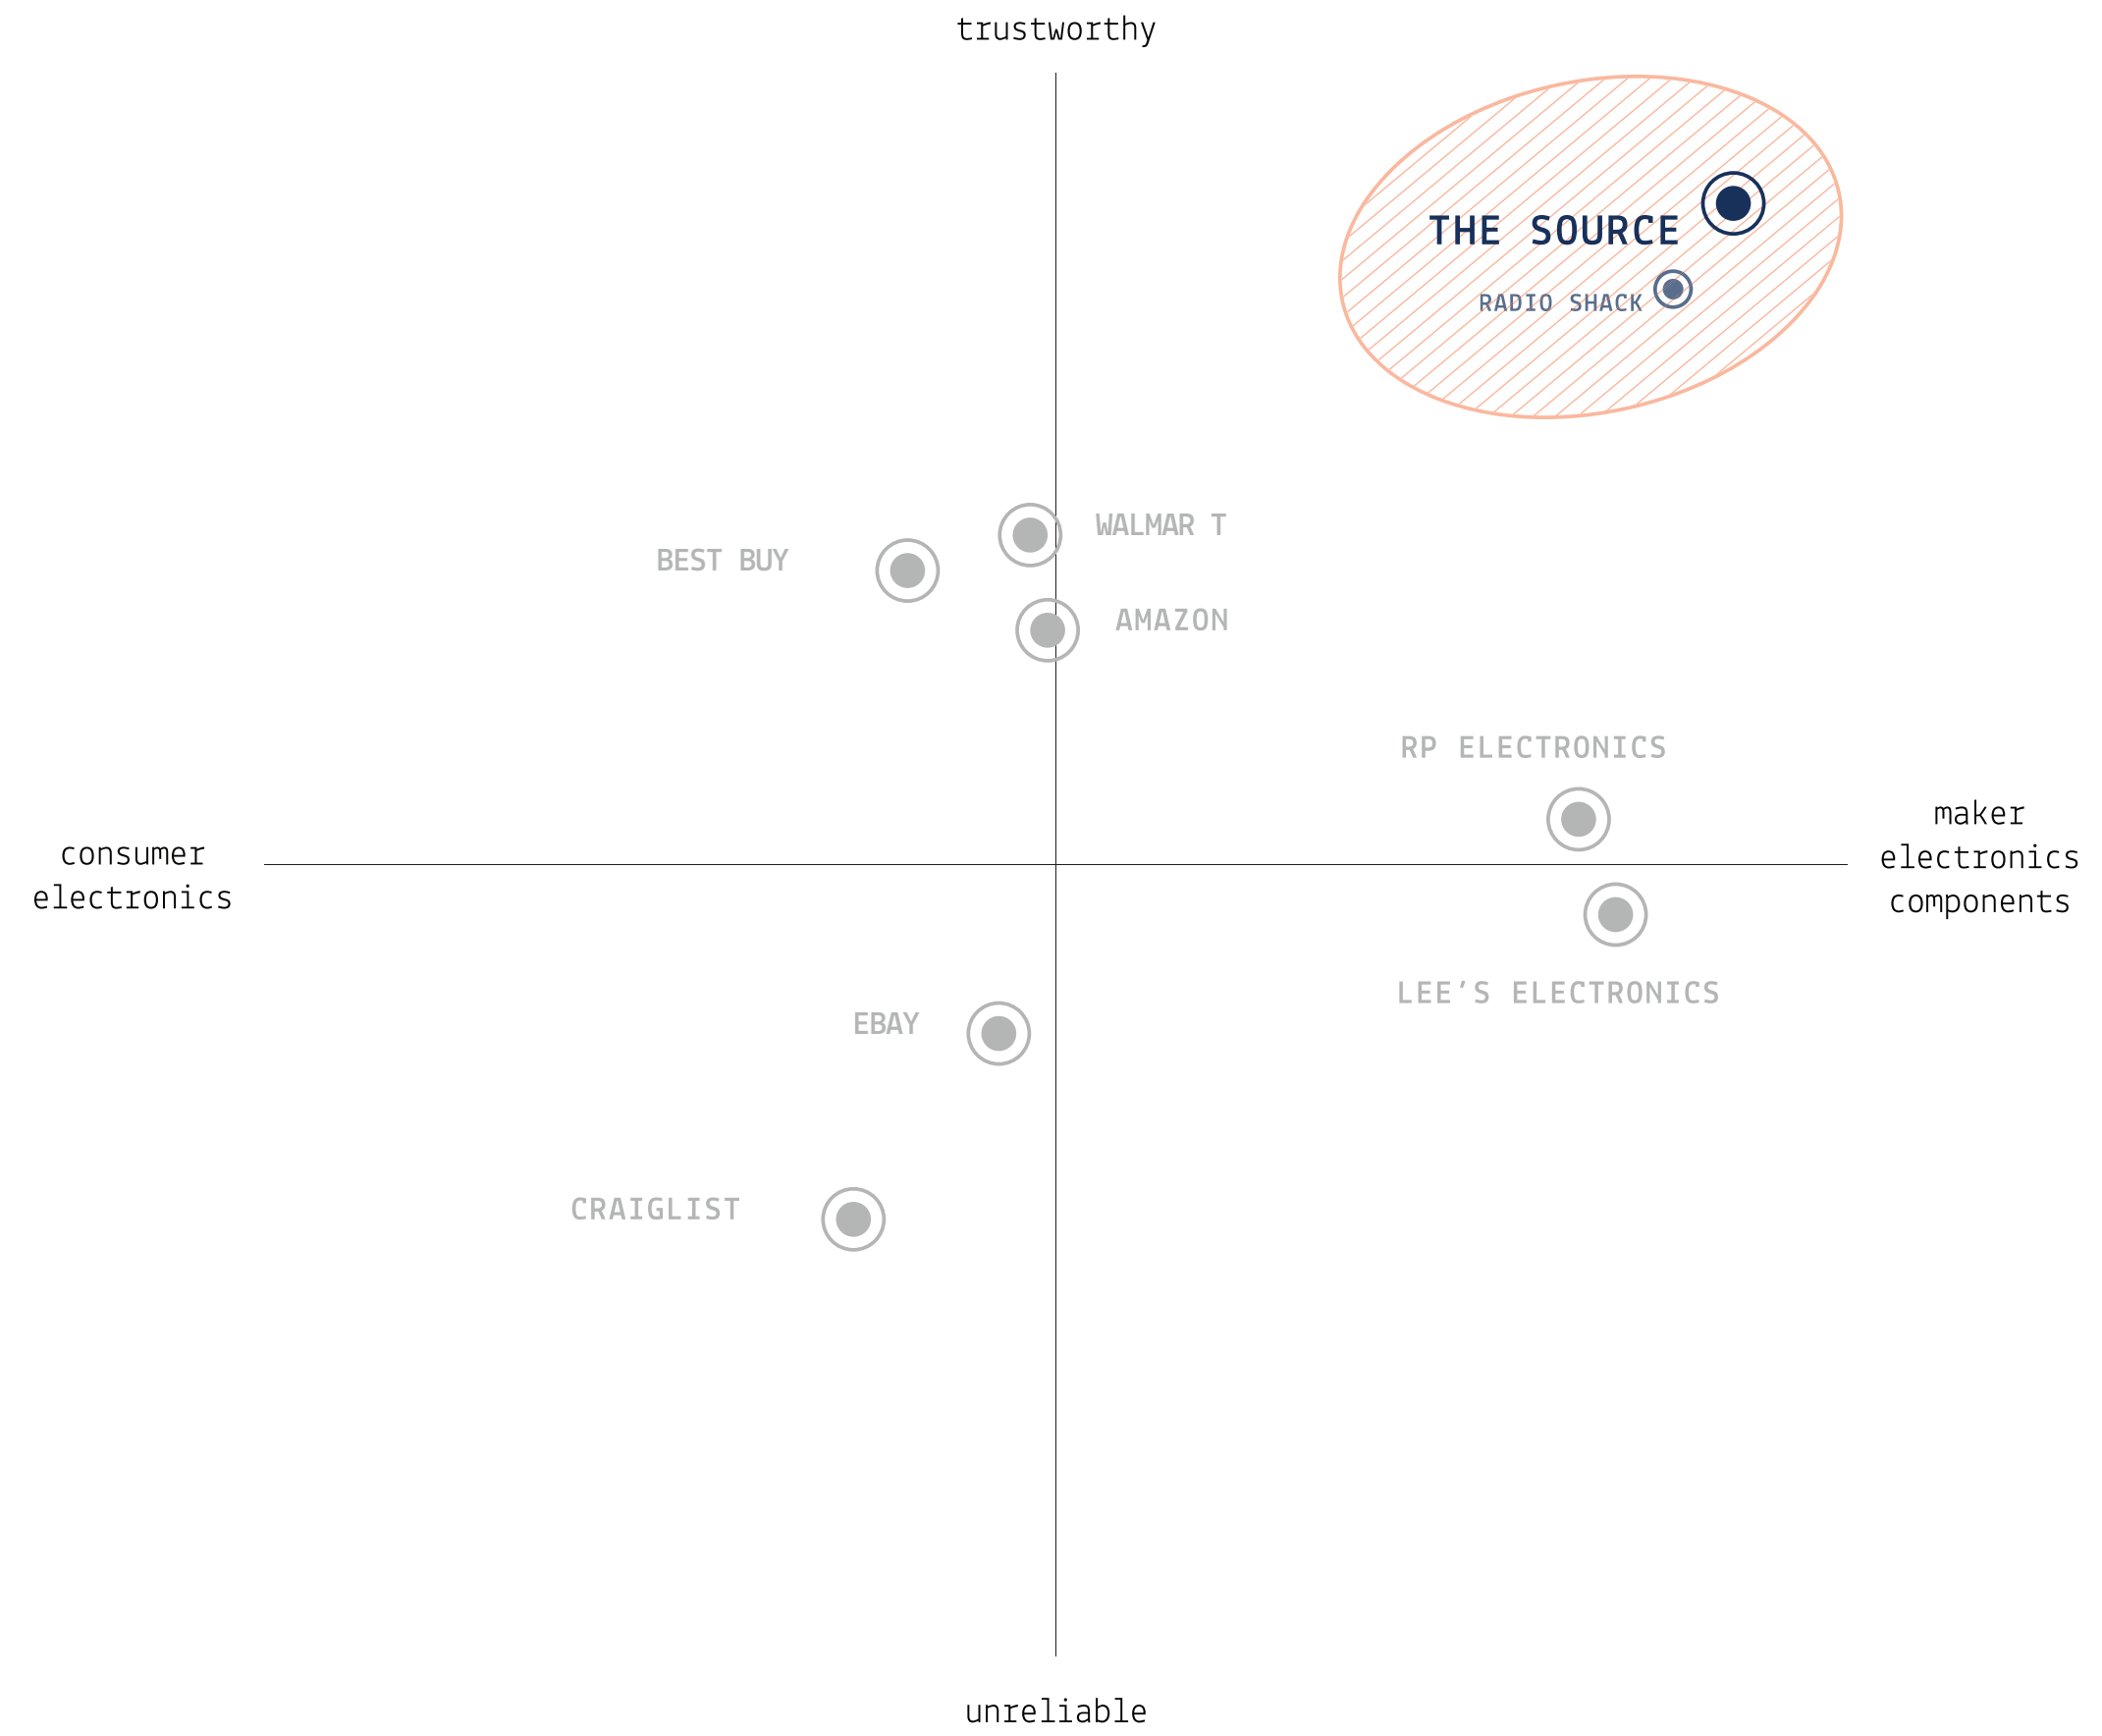 trustworthy
THE SOURCE
RADIO SHACK
WALMAR T
BEST BUY
AMAZON
RP ELECTRONICS
consumer
electronics
maker
electronics
components
LEE’S ELECTRONICS
EBAY
CRAIGLIST
unreliable